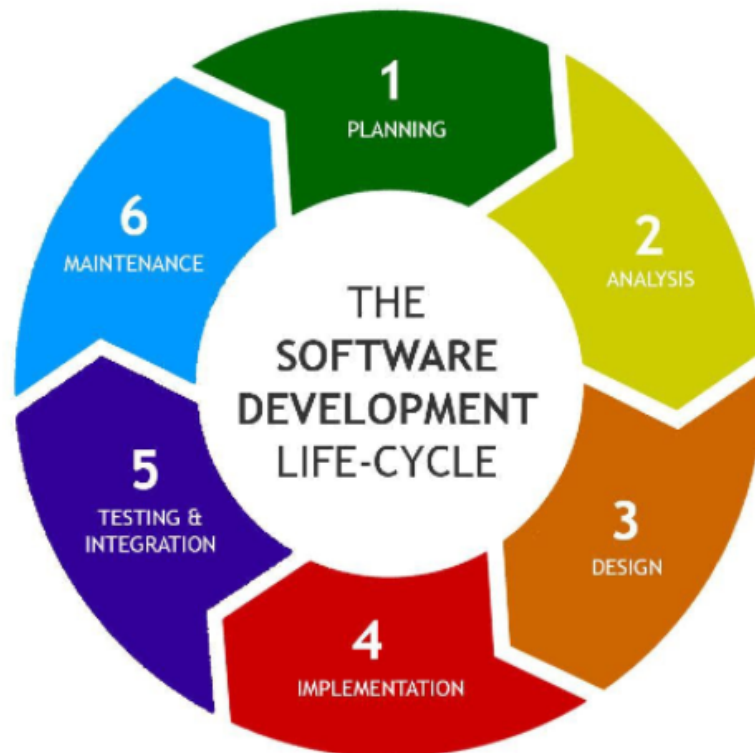 1
PLANNING
2
ANALYSIS
3
DESIGN
4
IMPLEMENTATION
5
TESTING &
INTEGRATION
6
MAINTENANCE
THE
SOFTWARE
DEVELOPMENT
LIFE-CYCLE